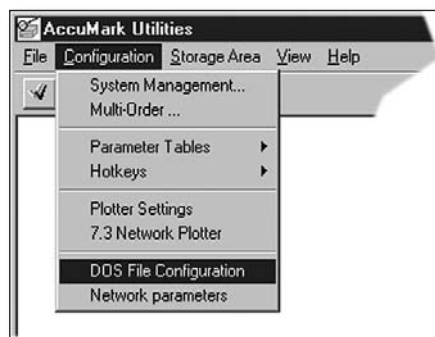 AccuMark Utilities
File Configuration Storage Area View Help
System Management...
Multi-Order ...
Parameter Tables
Hotkeys
Plotter Settings
7.3 Network Plotter
DOS File Configuration
Network parameters